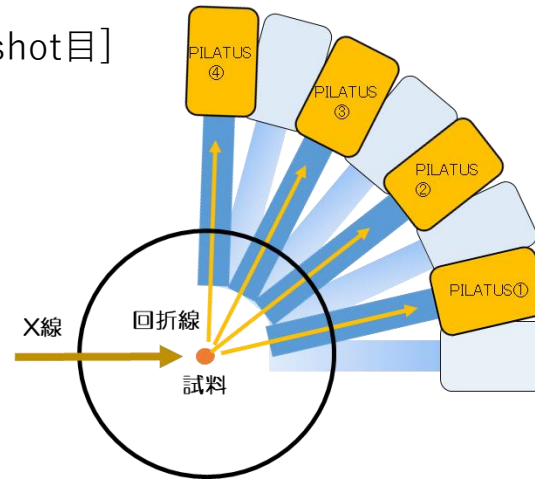 shot目]
PILATUS
④
PILATUS
③
PILATUS
②
PILATUS①
X線
回折線
試料